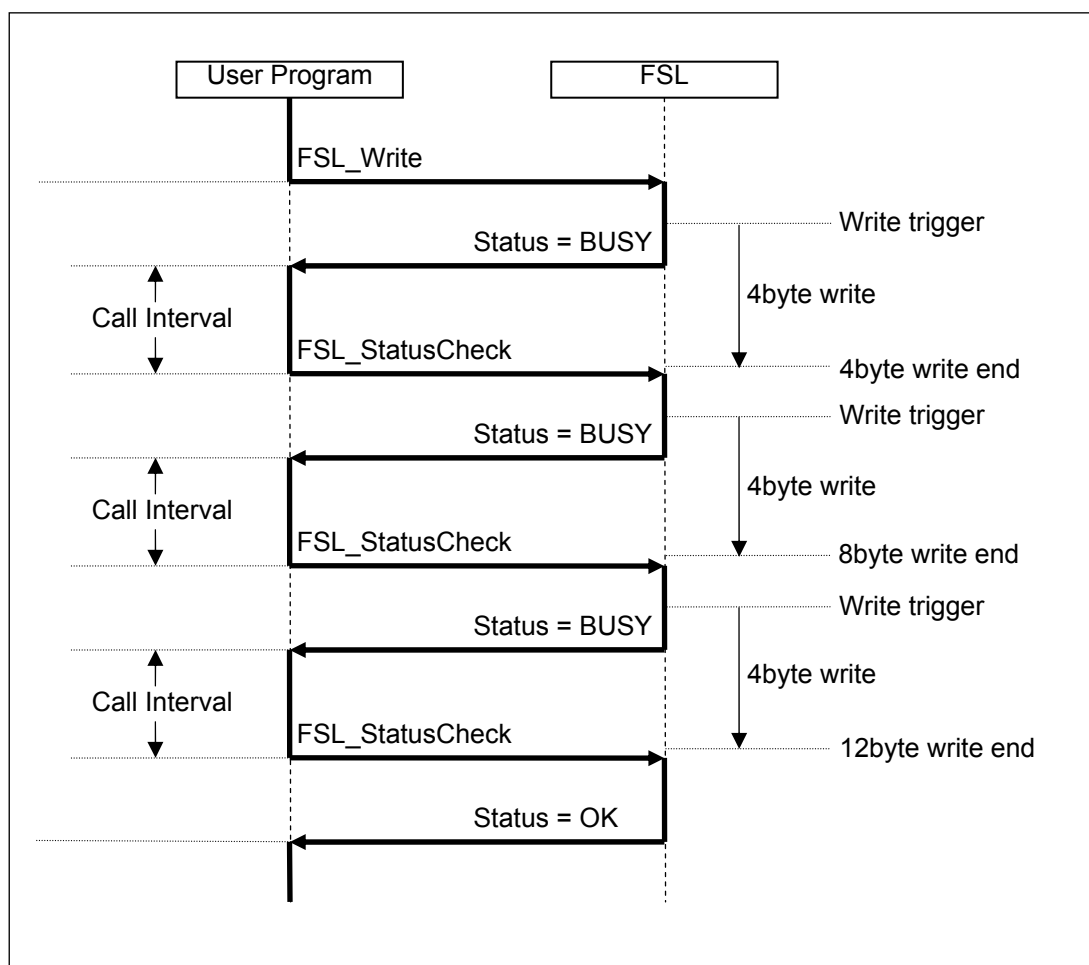 User Program
FSL
FSL_Write
Write trigger
Status = BUSY
4byte write
Call Interval
FSL_StatusCheck
4byte write end
Write trigger
Status = BUSY
4byte write
Call Interval
FSL_StatusCheck
8byte write end
Write trigger
Status = BUSY
4byte write
Call Interval
FSL_StatusCheck
12byte write end
Status = OK